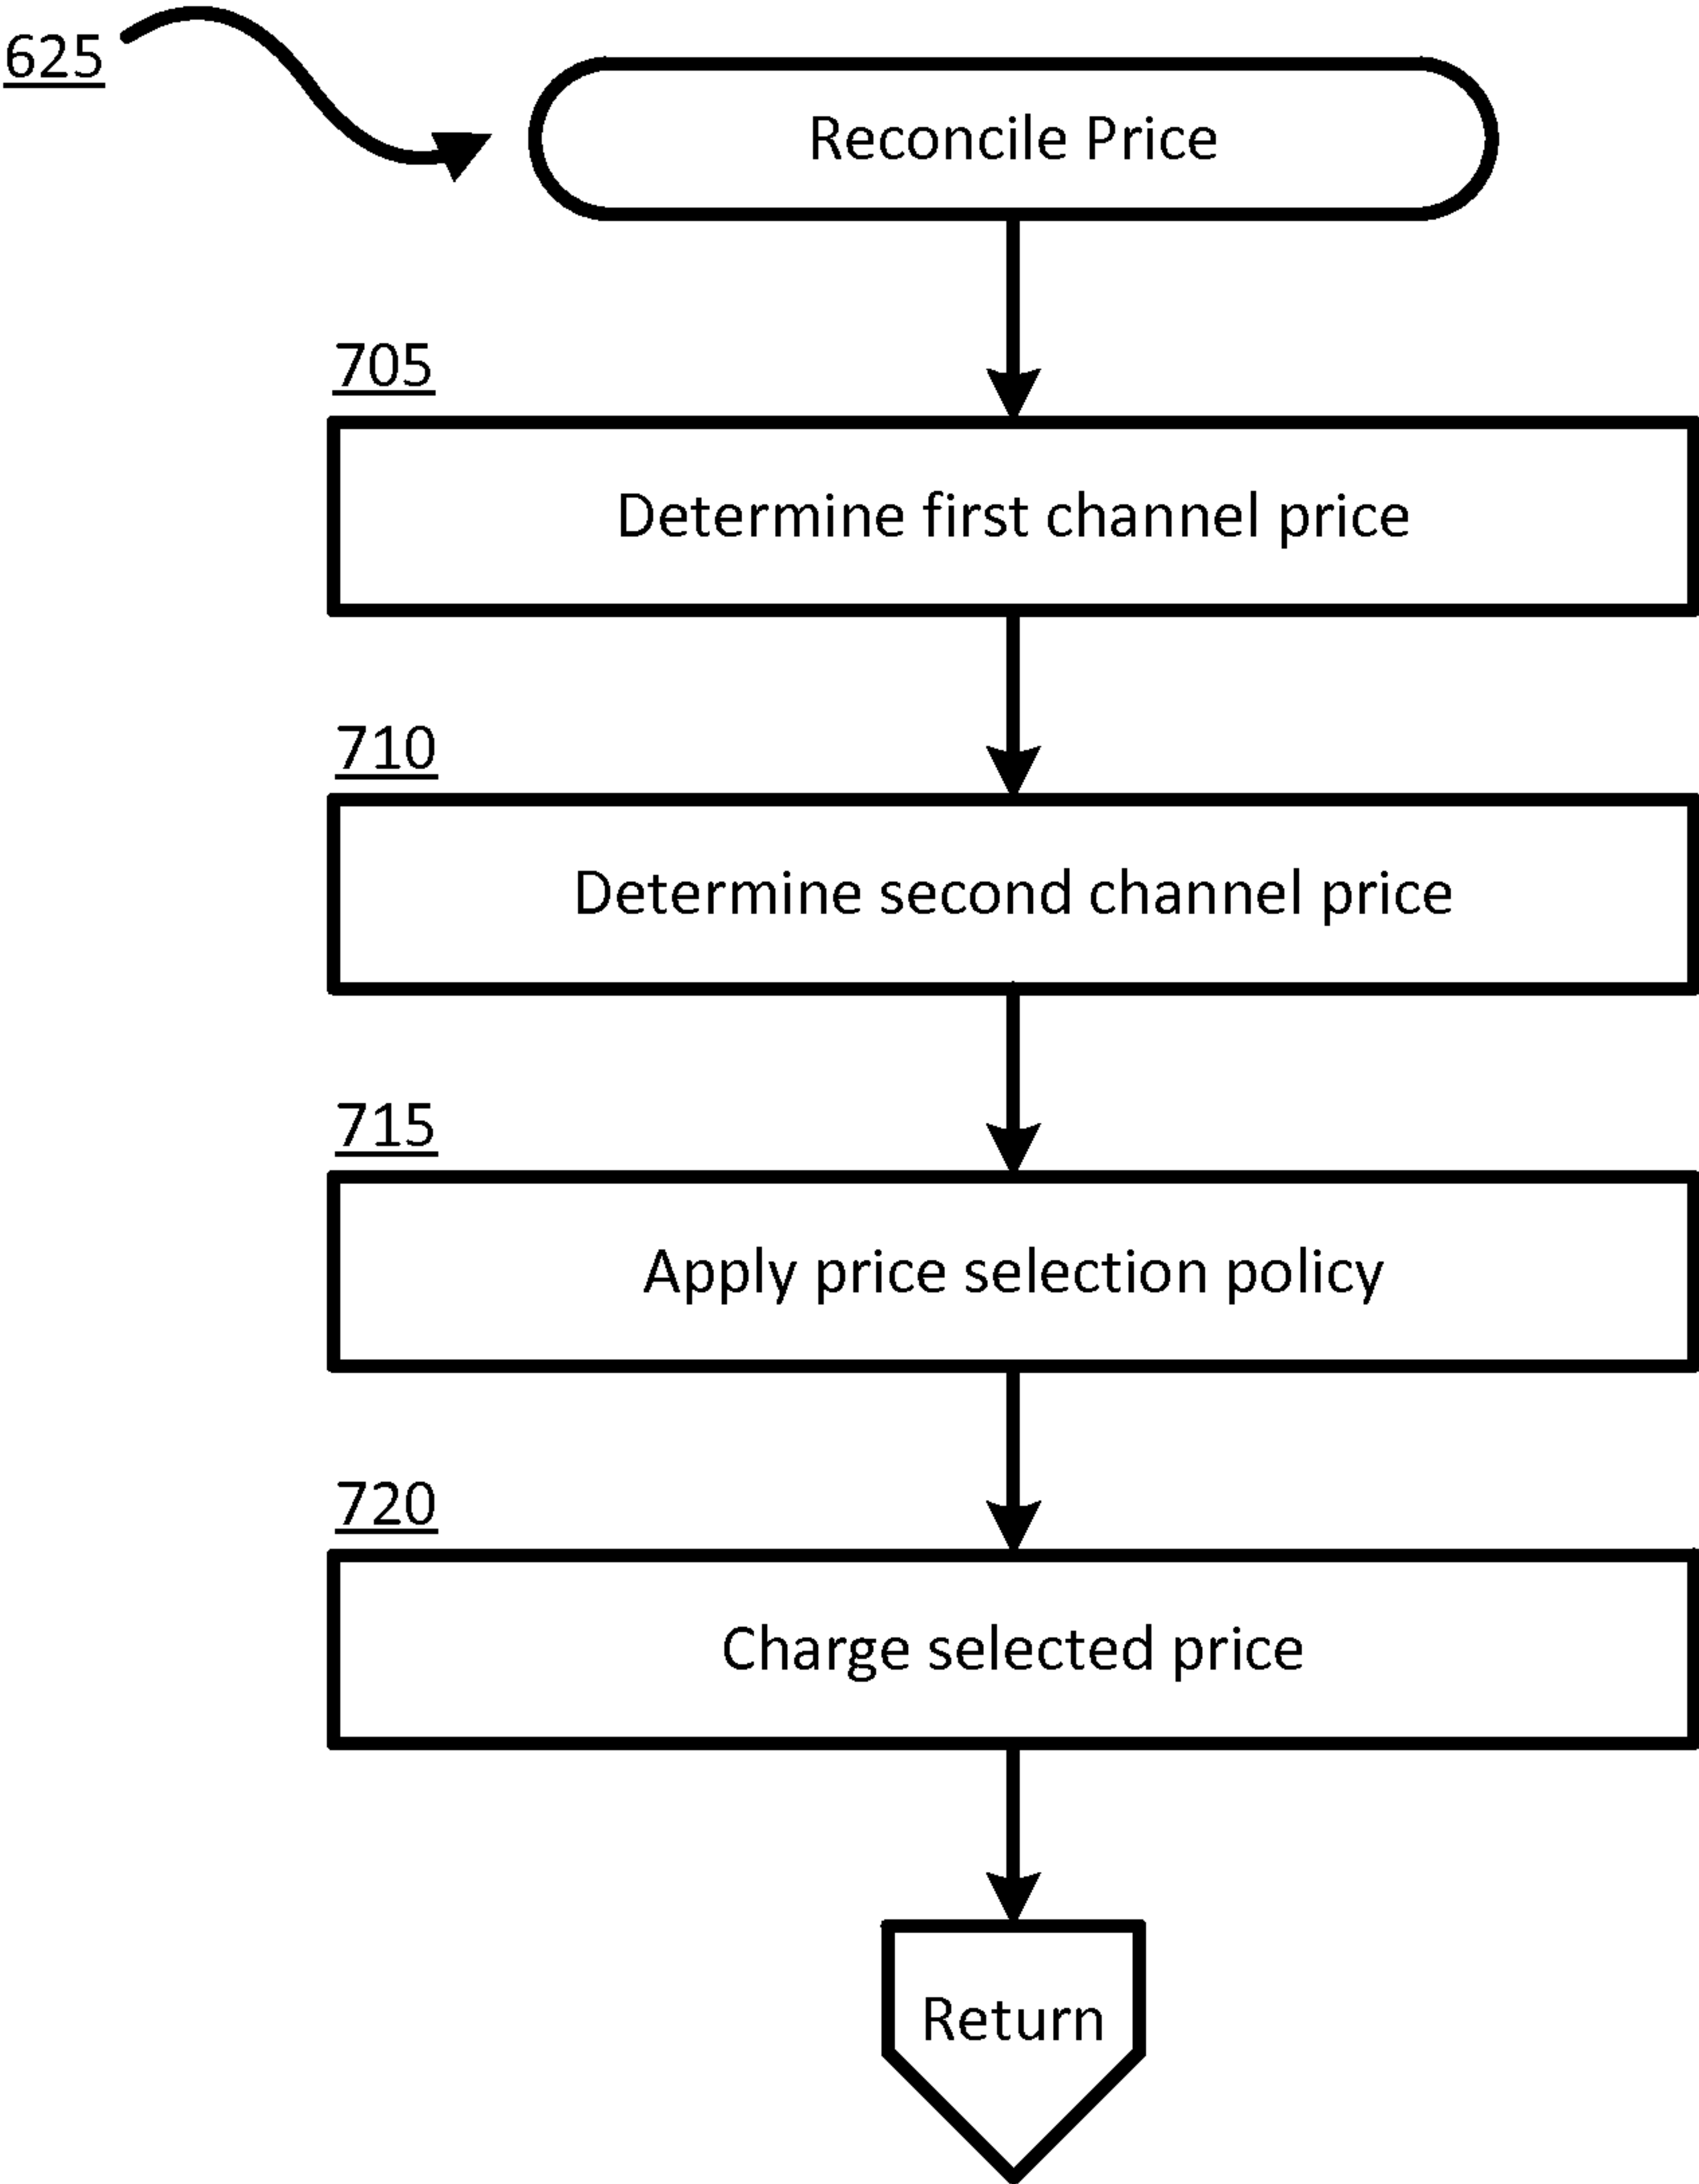 625
Reconcile Price
705
Determine first channel price
710
Determine second channel price
715
Apply price selection policy
720
Charge selected price
Return